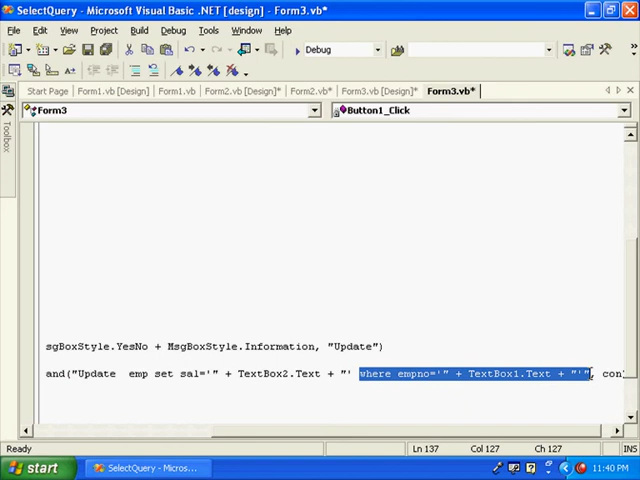 SelectQuery - Microsoft Visual Basic .NET [design] - Form3.vb*
File Edit View Project Build Debug Tools Window Help
Debug
Start Page Form1.vb [Design] Form1.vb Form2.vb [Design]* Form2.vb* Form3.vb [Design]* Form3.vb*
Form3 Button1_Click
Toolbox
sgBoxStyle.YesNo + MsgBoxStyle.Information, "Update")
and("Update  emp set sal='" + TextBox2.Text + "' where empno='" + TextBox1.Text + "'", con
Ready Ln 137 Col 127 Ch 127 INS
start SelectQuery - Micros... 11:40 PM